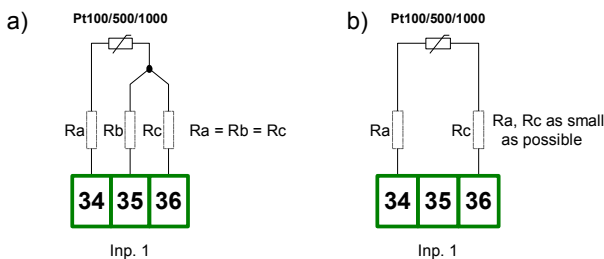 a)
Pt100/500/1000
Ra Rb Rc Ra = Rb = Rc
34 35 36
Inp. 1
b)
Pt100/500/1000
Ra Rc Ra, Rc as small
as possible
34 35 36
Inp. 1